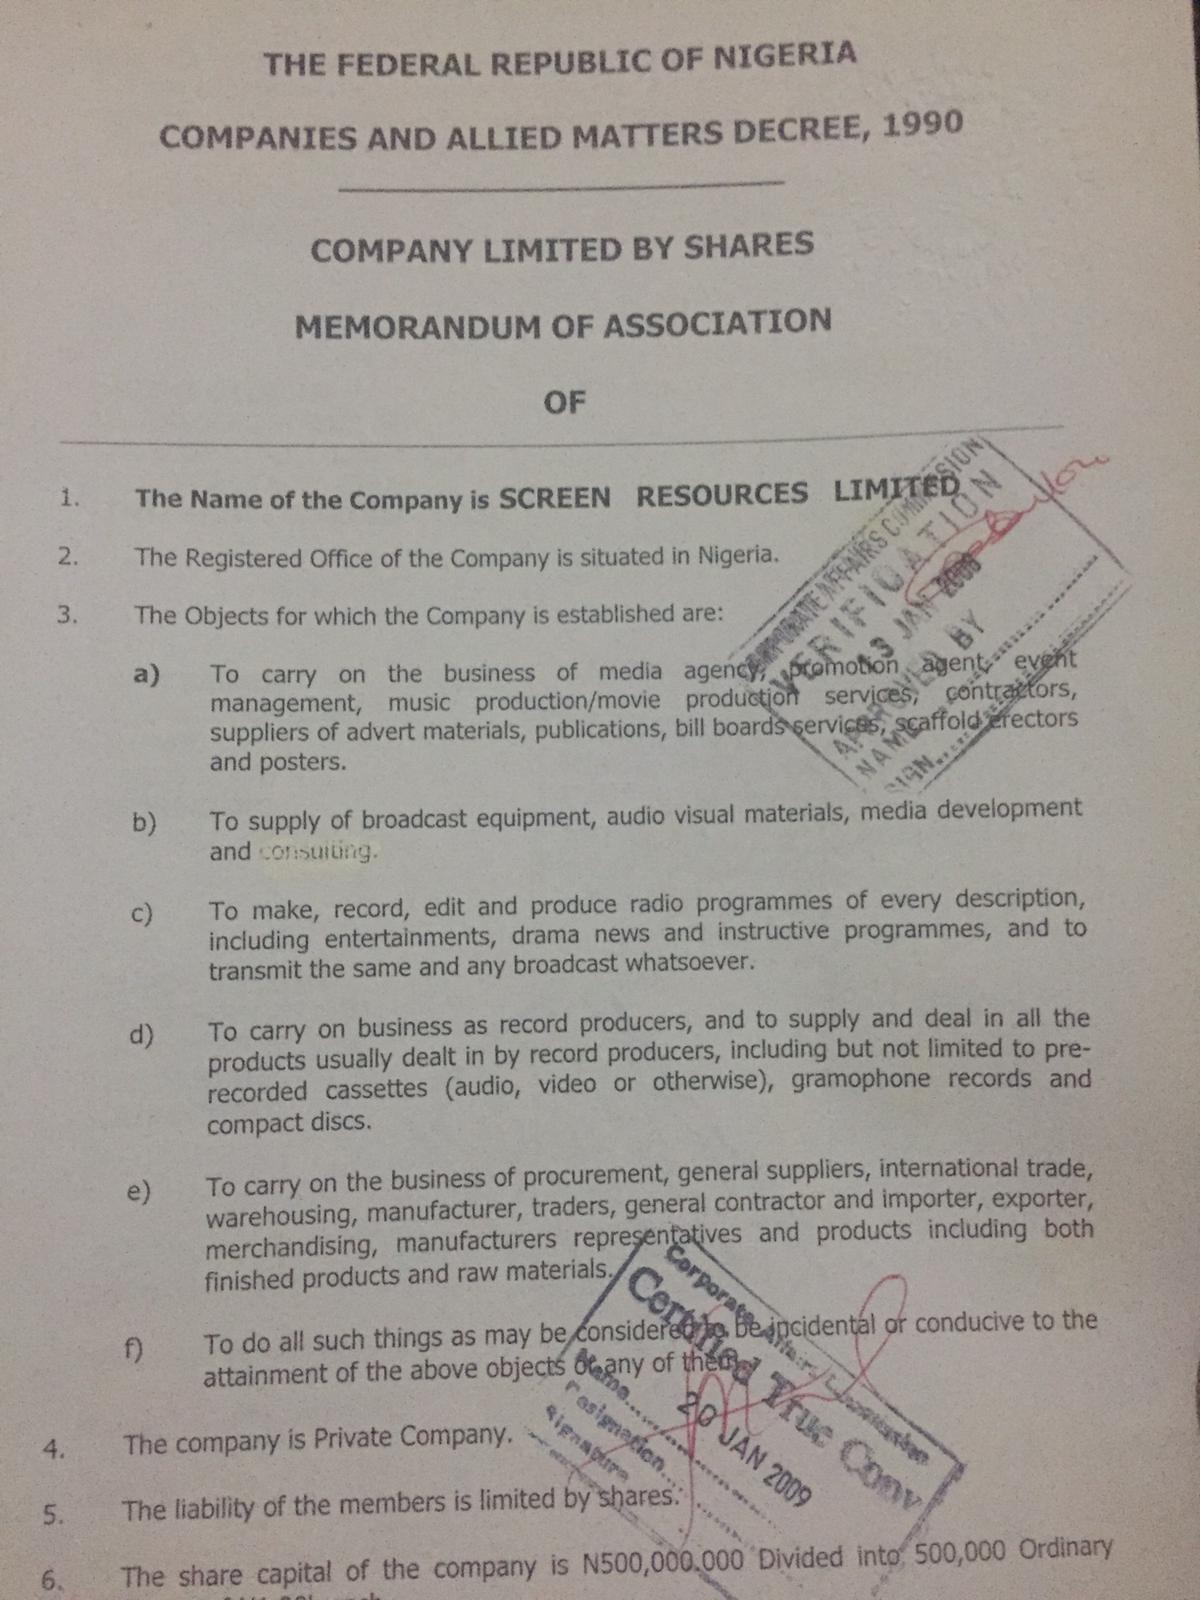 THE FEDERAL REPUBLIC OF NIGERIA
COMPANIES AND ALLIED MATTERS DECREE, 1990
COMPANY LIMITED BY SHARES
MEMORANDUM OF ASSOCIATION
OF
1. The Name of the Company is SCREEN RESOURCES LIMITED
2. The Registered Office of the Company is situated in Nigeria.
3. The Objects for which the Company is established are:
a) To carry on the business of media agency, promotion agent, event
management, music production/movie production services, contractors,
suppliers of advert materials, publications, bill boards services, scaffold erectors
and posters.
b) To supply of broadcast equipment, audio visual materials, media development
and consulting.
c) To make, record, edit and produce radio programmes of every description,
including entertainments, drama news and instructive programmes, and to
transmit the same and any broadcast whatsoever.
d) To carry on business as record producers, and to supply and deal in all the
products usually dealt in by record producers, including but not limited to pre-
recorded cassettes (audio, video or otherwise), gramophone records and
compact discs.
e) To carry on the business of procurement, general suppliers, international trade,
warehousing, manufacturer, traders, general contractor and importer, exporter,
merchandising, manufacturers representatives and products including both
finished products and raw materials.
f) To do all such things as may be considered to be incidental or conducive to the
attainment of the above objects or any of them.
4. The company is Private Company.
5. The liability of the members is limited by shares.
6. The share capital of the company is N500,000.000 Divided into 500,000 Ordinary
CORPORATE AFFAIRS COMMISSION
VERIFICATION
13 JAN
APPROVED BY
NAME
SIGN
Corporate Affairs Commission
Certified True Copy
20 JAN 2009
Name
Designation
Signature